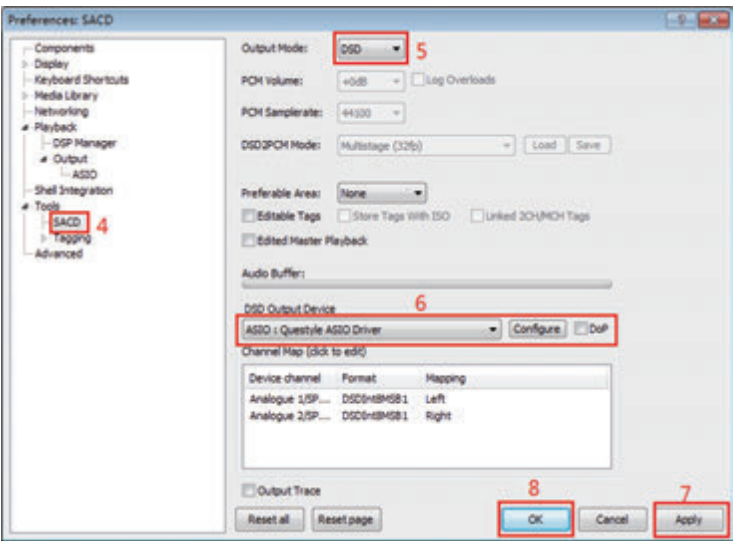 Preferences: SACD
Components
Display
Keyboard Shortcuts
Media Library
Networking
Playback
DSP Manager
Output
ASIO
Shell Integration
Tools
SACD 4
Tagging
Advanced
Output Mode: DSD 5
PCM Volume: +0dB Log Overloads
PCM Samplerate: 44100
DSD2PCM Mode: Multistage (32fp) Load Save
Preferable Area: None
Editable Tags Store Tags With ISO Linked 2CH/MCH Tags
Edited Master Playback
Audio Buffer:
DSD Output Device 6
ASIO : Questyle ASIO Driver Configure DoP
Channel Map (click to edit)
Device channel Format Mapping
Analogue 1/SP.... DSDInt8MSB1 Left
Analogue 2/SP.... DSDInt8MSB1 Right
Output Trace
8 7
Reset all Reset page OK Cancel Apply